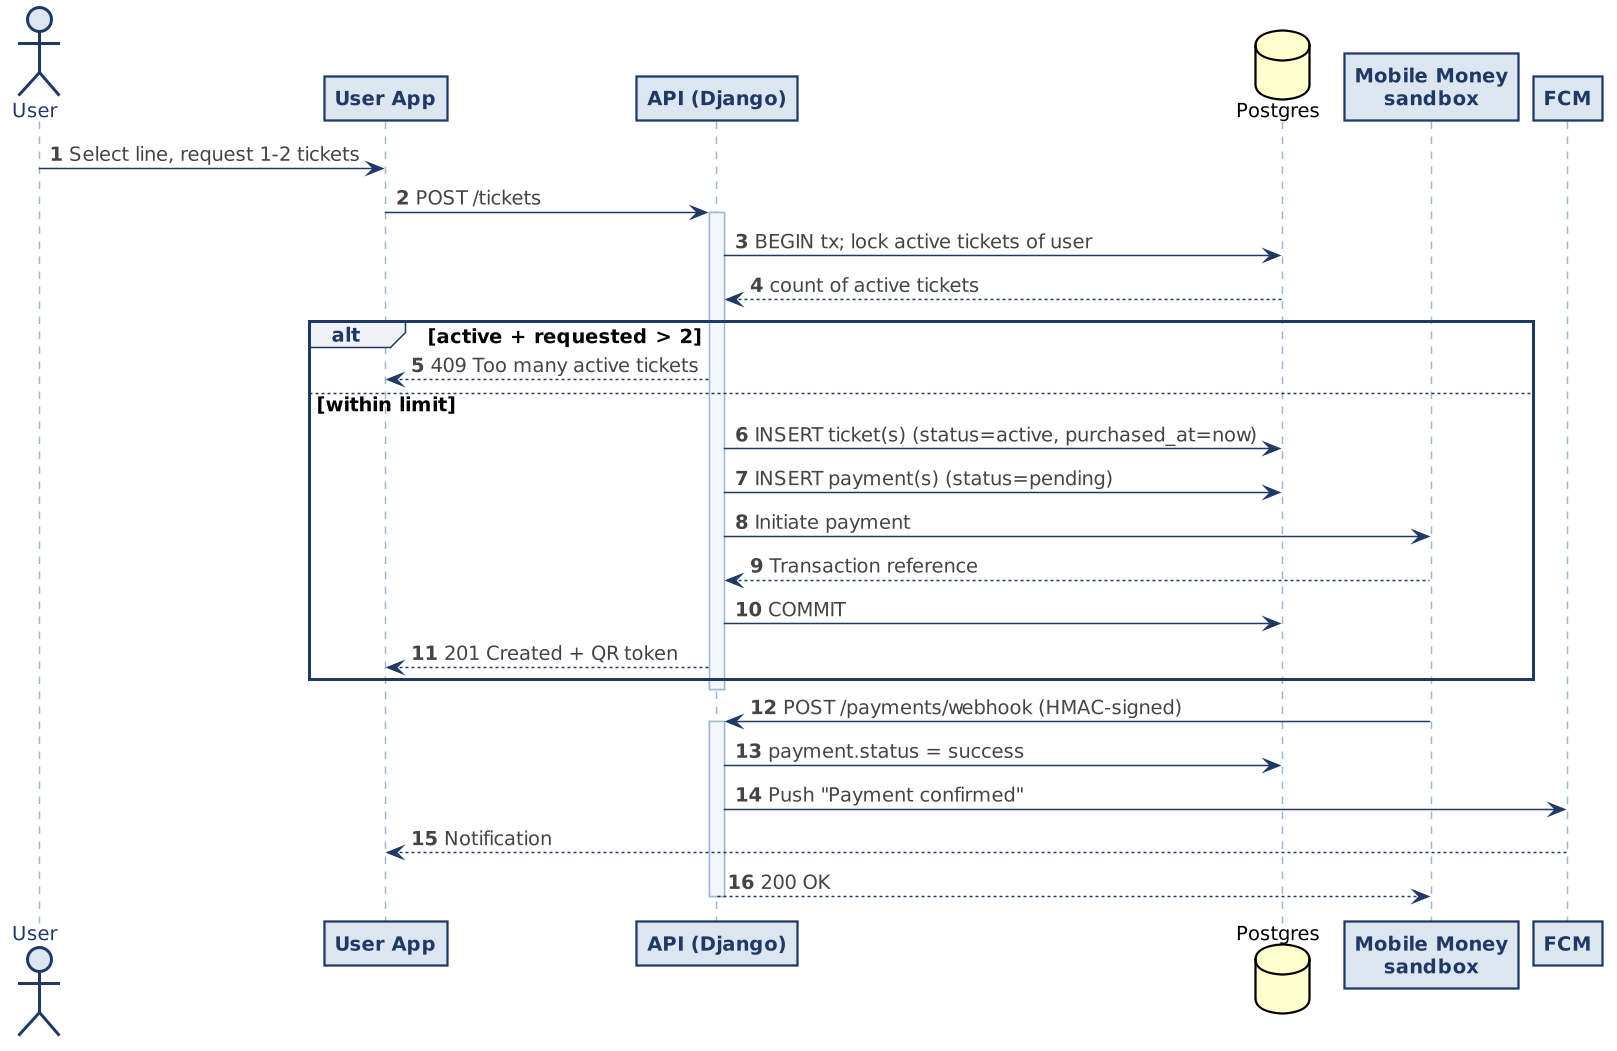 User
User App
API (Django)
Postgres
Mobile Money
sandbox
FCM
1 Select line, request 1-2 tickets
2 POST /tickets
3 BEGIN tx; lock active tickets of user
4 count of active tickets
alt [active + requested > 2]
5 409 Too many active tickets
[within limit]
6 INSERT ticket(s) (status=active, purchased_at=now)
7 INSERT payment(s) (status=pending)
8 Initiate payment
9 Transaction reference
10 COMMIT
11 201 Created + QR token
12 POST /payments/webhook (HMAC-signed)
13 payment.status = success
14 Push "Payment confirmed"
15 Notification
16 200 OK
User
User App
API (Django)
Postgres
Mobile Money
sandbox
FCM